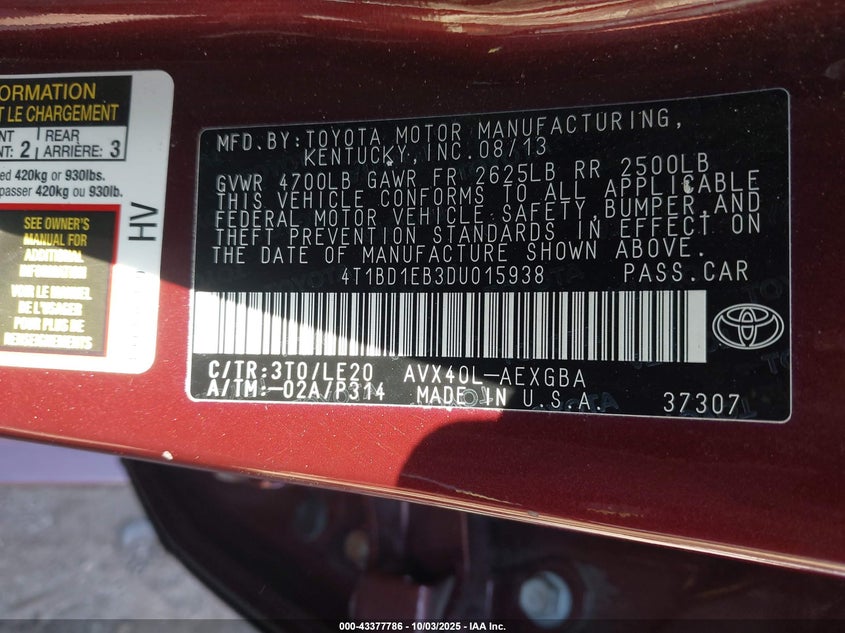 ORMATION
T LE CHARGEMENT
NT REAR
NT: 2 ARRIÈRE: 3
ed 420kg or 930lbs.
passer 420kg ou 930lb.
SEE OWNER'S
MANUAL FOR
ADDITIONAL
INFORMATION
VOIR LE MANUEL
DE L'USAGER
POUR PLUS DE
RENSEIGNEMENTS
HV
MFD.BY:TOYOTA MOTOR MANUFACTURING,
KENTUCKY,INC.08/13
GVWR 4700LB GAWR FR 2625LB RR 2500LB
THIS VEHICLE CONFORMS TO ALL APPLICABLE
FEDERAL MOTOR VEHICLE SAFETY,BUMPER,AND
THEFT PREVENTION STANDARDS IN EFFECT ON
THE DATE OF MANUFACTURE SHOWN ABOVE.
4T1BD1EB3DU015938 PASS.CAR
C/TR:3T0/LE20 AVX40L-AEXGBA
A/TM:-02A/P314 MADE IN U.S.A. 37307
000-43377786 - 10/03/2025 - IAA Inc.